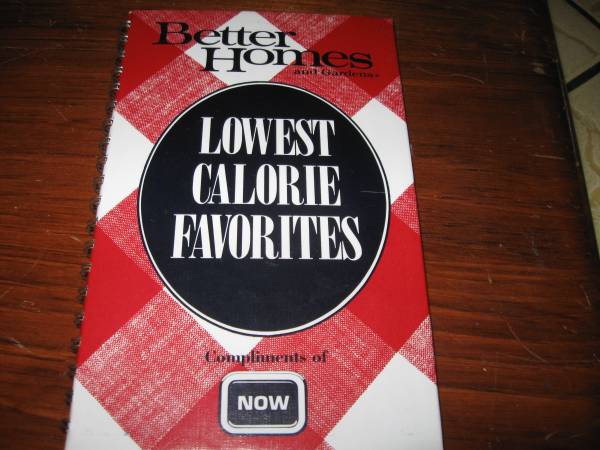 Better
Homes
and Gardens®
LOWEST
CALORIE
FAVORITES
Compliments of
NOW